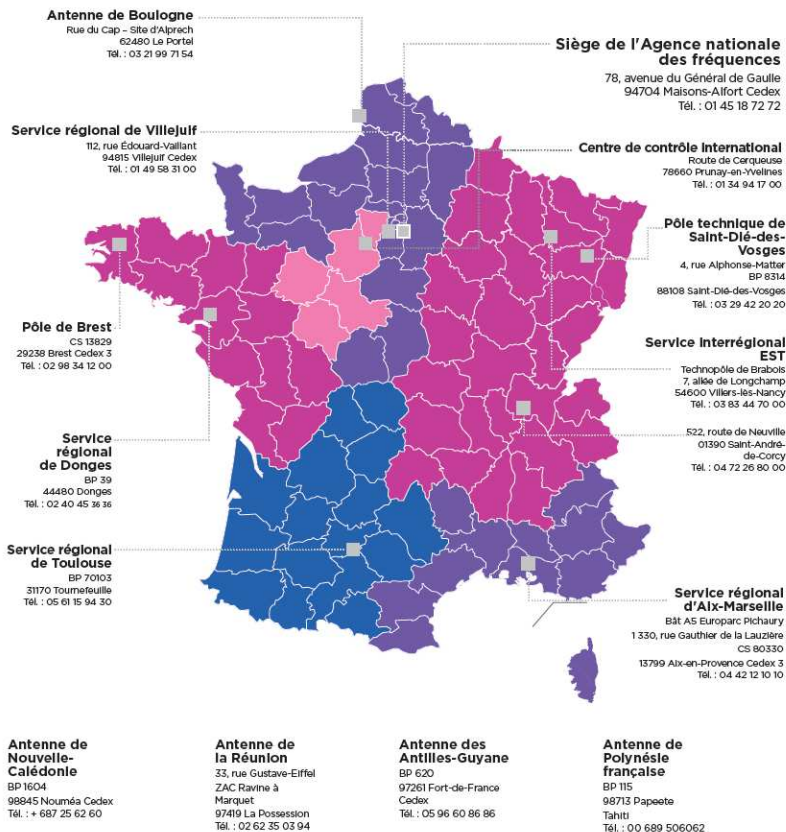 Antenne de Boulogne
Rue du Cap – Site d'Alprech
62480 Le Portel
Tél. : 03 21 99 71 54
Siège de l'Agence nationale
des fréquences
78, avenue du Général de Gaulle
94704 Maisons-Alfort Cedex
Tél. : 01 45 18 72 72
Service régional de Villejuif
112, rue Édouard-Vaillant
94815 Villejuif Cedex
Tél. : 01 49 58 31 00
Centre de contrôle international
Route de Cerqueuse
78660 Prunay-en-Yvelines
Tél. : 01 34 94 17 00
Pôle technique de
Saint-Dié-des-
Vosges
4, rue Alphonse-Matter
BP 8314
88108 Saint-Dié-des-Vosges
Tél. : 03 29 42 20 20
Pôle de Brest
CS 13829
29238 Brest Cedex 3
Tél. : 02 98 34 12 00
Service Interrégional
EST
Technopôle de Brabois
7, allée de Longchamp
54600 Villers-lès-Nancy
Tél. : 03 83 44 70 00
522, route de Neuville
01390 Saint-André-
de-Corcy
Tél. : 04 72 26 80 00
Service
régional
de Donges
BP 39
44480 Donges
Tél. : 02 40 45 36 36
Service régional
de Toulouse
BP 70103
31170 Tournefeuille
Tél. : 05 61 15 94 30
Service régional
d'Aix-Marseille
Bât A5 Europarc Pichaury
1 330, rue Gauthier de la Lauzière
CS 80330
13799 Aix-en-Provence Cedex 3
Tél. : 04 42 12 10 10
Antenne de
Nouvelle-
Calédonie
BP 1604
98845 Nouméa Cedex
Tél. : + 687 25 62 60
Antenne de
la Réunion
33, rue Gustave-Eiffel
ZAC Ravine à
Marquet
97419 La Possession
Tél. : 02 62 35 03 94
Antenne des
Antilles-Guyane
BP 620
97261 Fort-de-France
Cedex
Tél. : 05 96 60 86 86
Antenne de
Polynésie
française
BP 115
98713 Papeete
Tahiti
Tél. : 00 689 506062